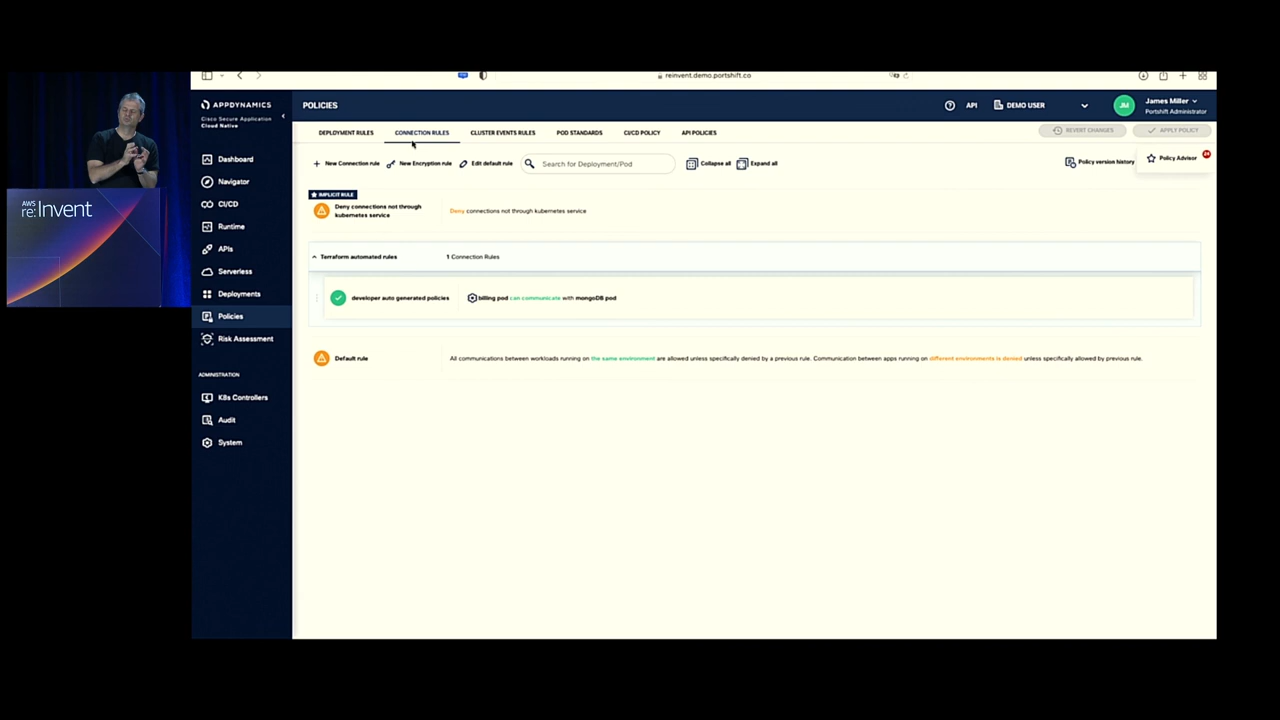 reinvent.demo.portshift.co
APPDYNAMICS
Cisco Secure Application
Cloud Native
POLICIES
API
DEMO USER
JM
James Miller
Portshift Administrator
DEPLOYMENT RULES
CONNECTION RULES
CLUSTER EVENTS RULES
POD STANDARDS
CI/CD POLICY
API POLICIES
REVERT CHANGES
APPLY POLICY
New Connection rule
New Encryption rule
Edit default rule
Search for Deployment/Pod
Collapse all
Expand all
Policy version history
Policy Advisor
Dashboard
Navigator
CI/CD
Runtime
APIs
Serverless
Deployments
Policies
Risk Assessment
ADMINISTRATION
K8s Controllers
Audit
System
IMPLICIT RULE
Deny connections not through
kubernetes service
Deny connections not through kubernetes service
Terraform automated rules
1 Connection Rules
developer auto generated policies
billing pod can communicate with mongoDB pod
Default rule
All communications between workloads running on the same environment are allowed unless specifically denied by a previous rule. Communication between apps running on different environments is denied unless specifically allowed by previous rule.
AWS
re:Invent